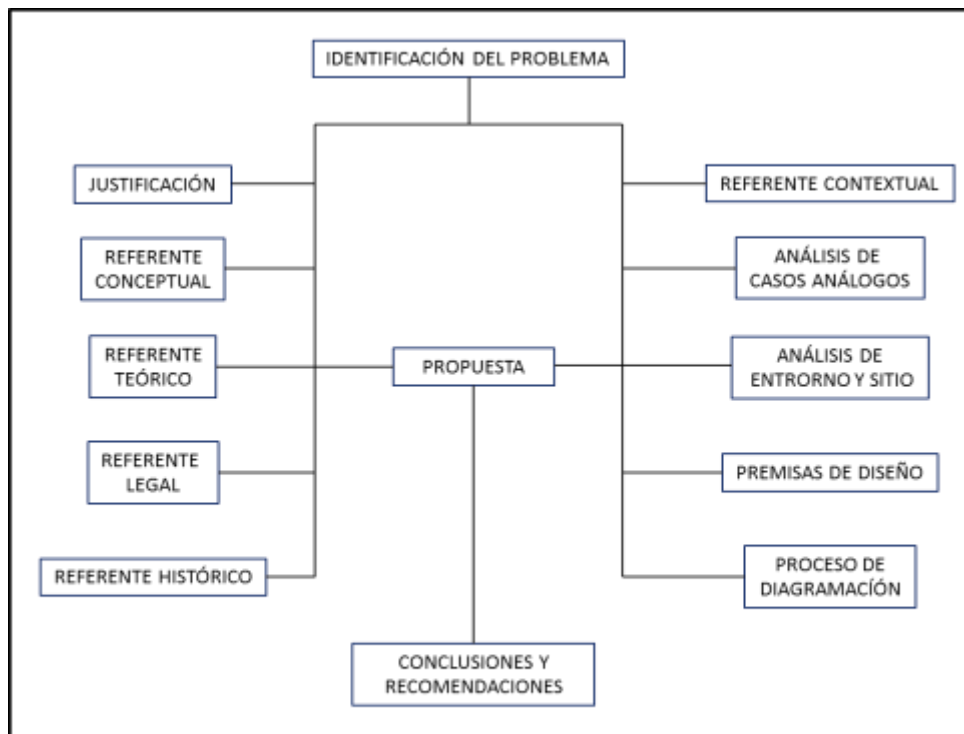 IDENTIFICACIÓN DEL PROBLEMA
JUSTIFICACIÓN
REFERENTE CONTEXTUAL
REFERENTE
CONCEPTUAL
ANÁLISIS DE
CASOS ANÁLOGOS
REFERENTE
TEÓRICO
PROPUESTA
ANÁLISIS DE
ENTRORNO Y SITIO
REFERENTE
LEGAL
PREMISAS DE DISEÑO
REFERENTE HISTÓRICO
PROCESO DE
DIAGRAMACÍÓN
CONCLUSIONES Y
RECOMENDACIONES